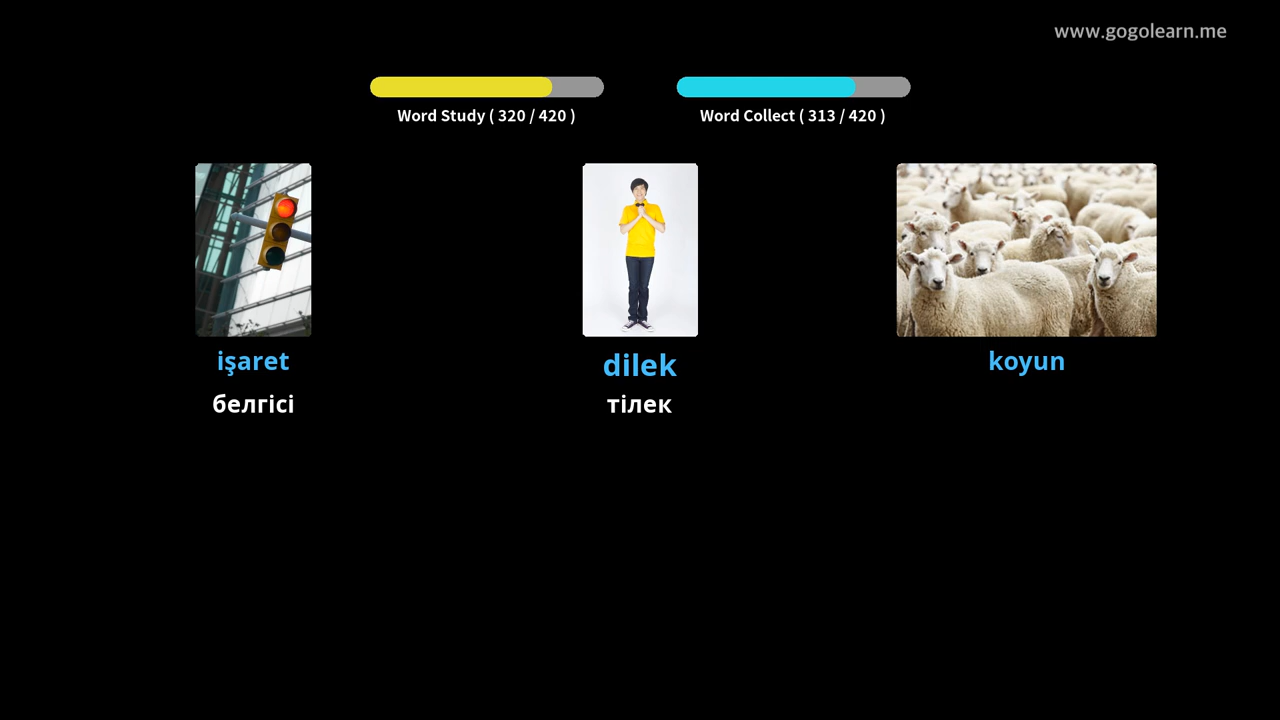 www.gogolearn.me
Word Study ( 320 / 420 )
Word Collect ( 313 / 420 )
işaret
белгісі
dilek
тілек
koyun